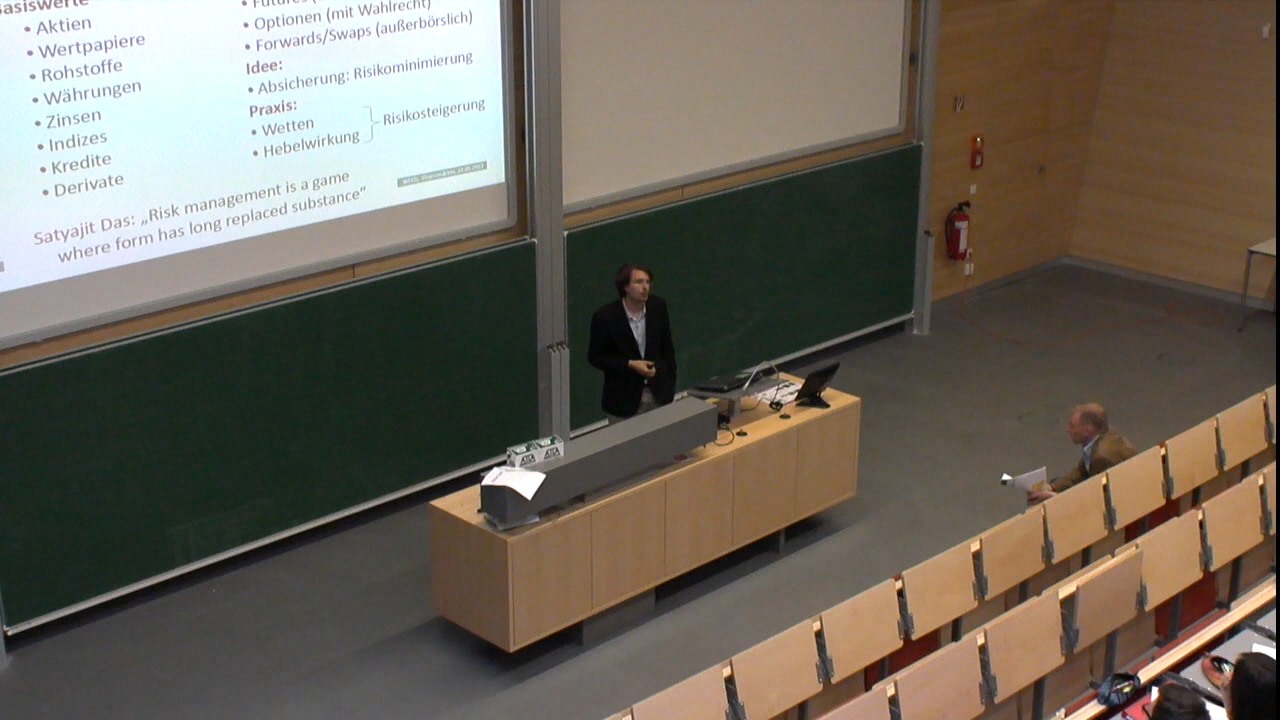 Basiswerte
• Aktien
• Wertpapiere
• Rohstoffe
• Währungen
• Zinsen
• Indizes
• Kredite
• Derivate
• Futures
• Optionen (mit Wahlrecht)
• Forwards/Swaps (außerbörslich)
Idee:
• Absicherung: Risikominimierung
Praxis:
• Wetten
• Hebelwirkung
Risikosteigerung
Satyajit Das: „Risk management is a game
where form has long replaced substance“